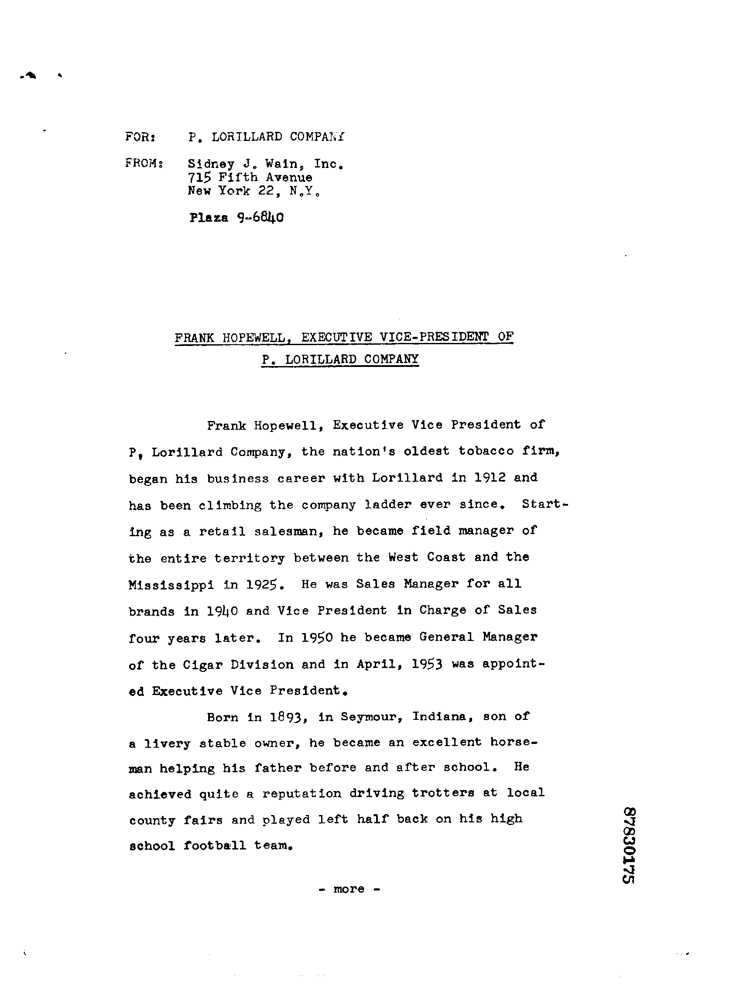 FOR: P. LORILLARD COMPANY
FROM: Sidney J. Wain, Inc.
715 Fifth Avenue
New York 22, N.Y.
Plaza 9-6840
FRANK HOPEWELL, EXECUTIVE VICE-PRESIDENT OF
P. LORILLARD COMPANY
Frank Hopewell, Executive Vice President of
P. Lorillard Company, the nation's oldest tobacco firm,
began his business career with Lorillard in 1912 and
has been climbing the company ladder ever since. Start-
ing as a retail salesman, he became field manager of
the entire territory between the West Coast and the
Mississippi in 1925. He was Sales Manager for all
brands in 1940 and Vice President in Charge of Sales
four years later. In 1950 he became General Manager
of the Cigar Division and in April, 1953 was appoint-
ed Executive Vice President.
Born in 1893, in Seymour, Indiana, son of
a livery stable owner, he became an excellent horse-
man helping his father before and after school. He
achieved quite a reputation driving trotters at local
county fairs and played left half back on his high
school football team.
- more -
87830175